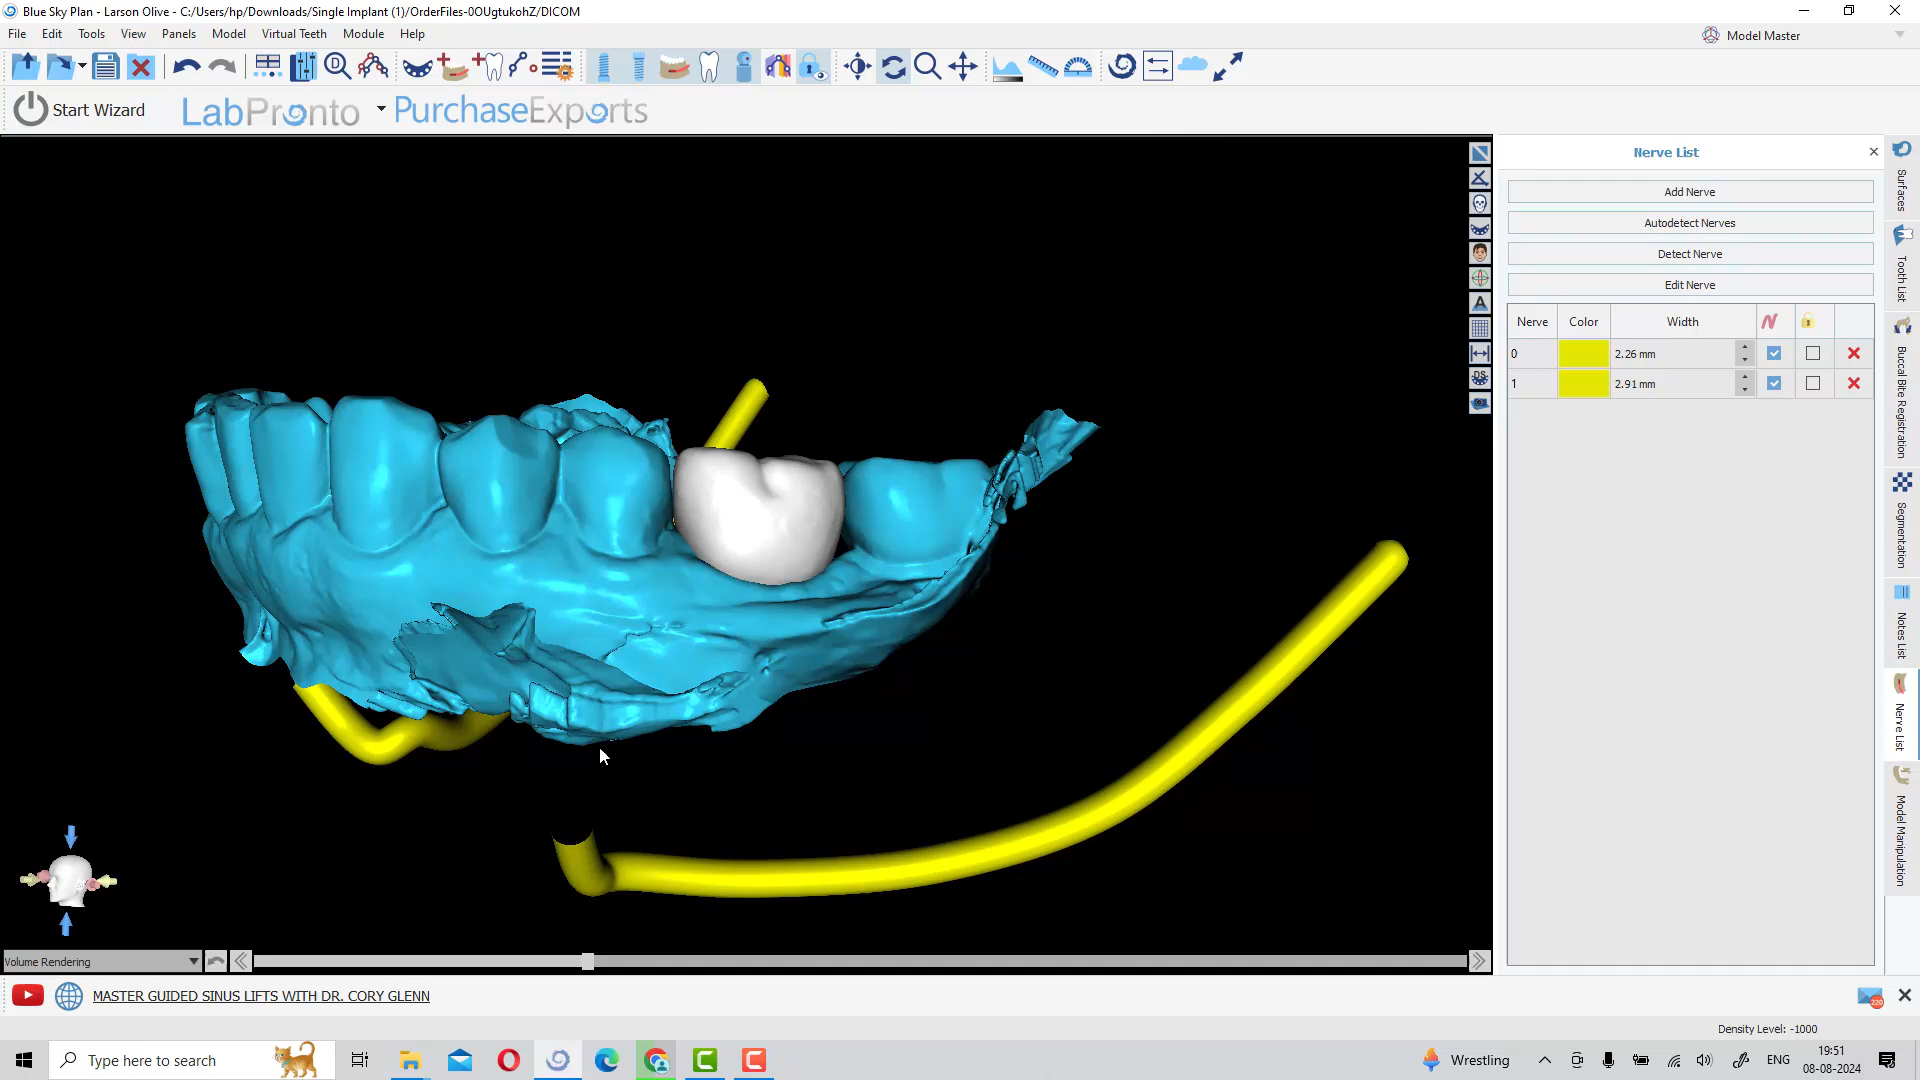 Blue Sky Plan - Larson Olive - C:/Users/hp/Downloads/Single Implant (1)/OrderFiles-0OUgtukohZ/DICOM
File Edit Tools View Panels Model Virtual Teeth Module Help
Model Master
Start Wizard LabPronto PurchaseExports
Nerve List
Add Nerve
Autodetect Nerves
Detect Nerve
Edit Nerve
Nerve Color Width
0 2.26 mm
1 2.91 mm
Surfaces
Tooth List
Buccal Bite Registration
Segmentation
Notes List
Nerve List
Model Manipulation
A
DS
Volume Rendering
MASTER GUIDED SINUS LIFTS WITH DR. CORY GLENN
220
Density Level: -1000
Type here to search
Wrestling
ENG
19:51
08-08-2024